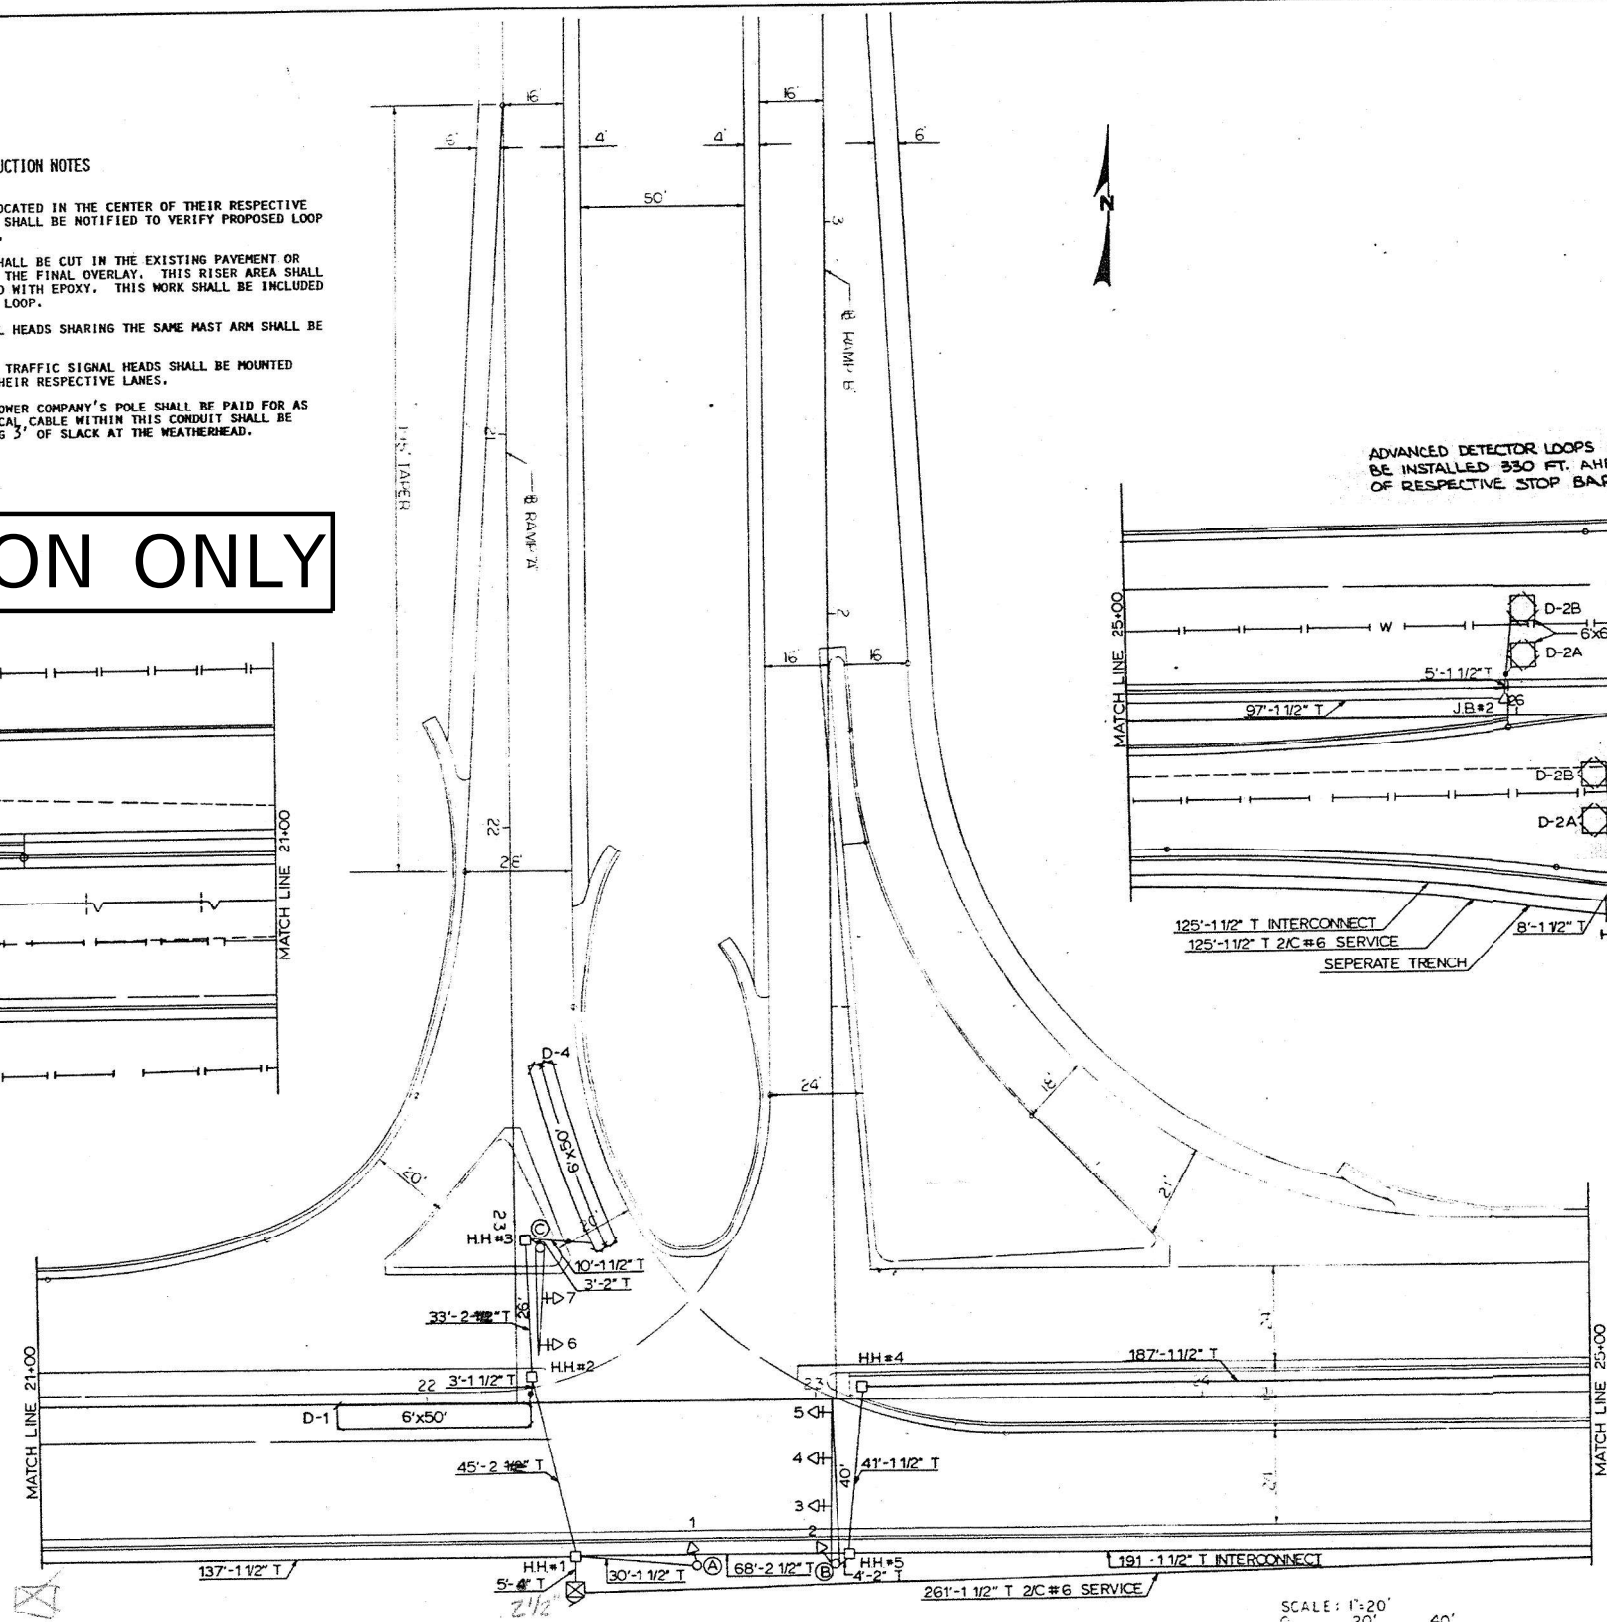 UCTION NOTES
OCATED IN THE CENTER OF THEIR RESPECTIVE
SHALL BE NOTIFIED TO VERIFY PROPOSED LOOP
HALL BE CUT IN THE EXISTING PAVEMENT OR
THE FINAL OVERLAY. THIS RISER AREA SHALL
D WITH EPOXY. THIS WORK SHALL BE INCLUDED
LOOP.
L HEADS SHARING THE SAME MAST ARM SHALL BE
TRAFFIC SIGNAL HEADS SHALL BE MOUNTED
HEIR RESPECTIVE LANES.
OWER COMPANY'S POLE SHALL BE PAID FOR AS
CAL CABLE WITHIN THIS CONDUIT SHALL BE
G 3' OF SLACK AT THE WEATHERHEAD.
ON ONLY
16'
16'
4'
4'
6'
50'
N
3
RAMP 'B'
21
TAPER
RAMP 'A'
2
16'
16
22
28'
ADVANCED DETECTOR LOOPS
BE INSTALLED 330 FT. AHE
OF RESPECTIVE STOP BAR
MATCH LINE 25+00
W
D-2B
6'x6
D-2A
5'-1 1/2" T
97'-1 1/2" T
J.B.#2
26
D-2B
D-2A
125'-1 1/2" T INTERCONNECT
125'-1 1/2" T 2/C #6 SERVICE
SEPERATE TRENCH
8'-1 1/2" T
MATCH LINE 21+00
D-4
6'x50'
24'
18'
21'
20'
20'
23
H.H#3
C
10'-1 1/2" T
3'-2" T
7
26'
6
H.H.#2
3'-1 1/2" T
22
D-1
6'x50'
MATCH LINE 21+00
HH#4
187'-1 1/2" T
23
24
5
4
3
40'
41'-1 1/2" T
MATCH LINE 25+00
1
2
137'-1 1/2" T
H.H.#1
2 1/2"
30'-1 1/2" T
A
68'-2 1/2" T
B
HH#5
4'-2" T
191'-1 1/2" T INTERCONNECT
261'-1 1/2" T 2/C #6 SERVICE
SCALE: 1"=20'
20' 40'